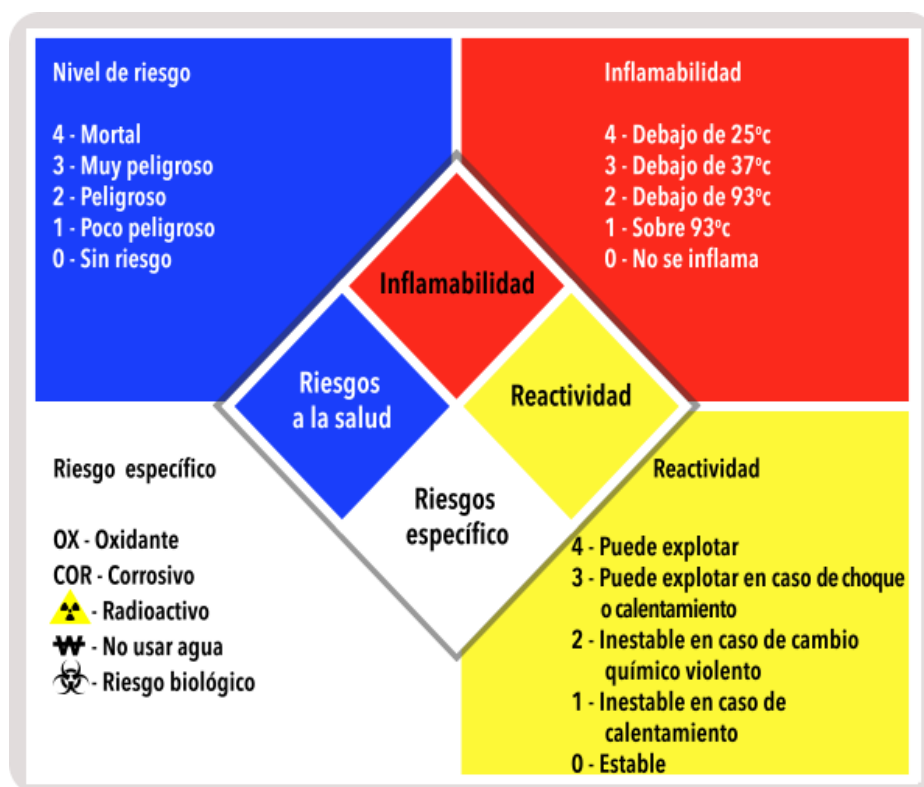 Nivel de riesgo
4 - Mortal
3 - Muy peligroso
2 - Peligroso
1 - Poco peligroso
0 - Sin riesgo
Inflamabilidad
4 - Debajo de 25ºc
3 - Debajo de 37ºc
2 - Debajo de 93ºc
1 - Sobre 93ºc
0 - No se inflama
Inflamabilidad
Riesgos
a la salud
Reactividad
Riesgos
específico
Riesgo específico
OX - Oxidante
COR - Corrosivo
- Radioactivo
W - No usar agua
- Riesgo biológico
Reactividad
4 - Puede explotar
3 - Puede explotar en caso de choque
o calentamiento
2 - Inestable en caso de cambio
químico violento
1 - Inestable en caso de
calentamiento
0 - Estable